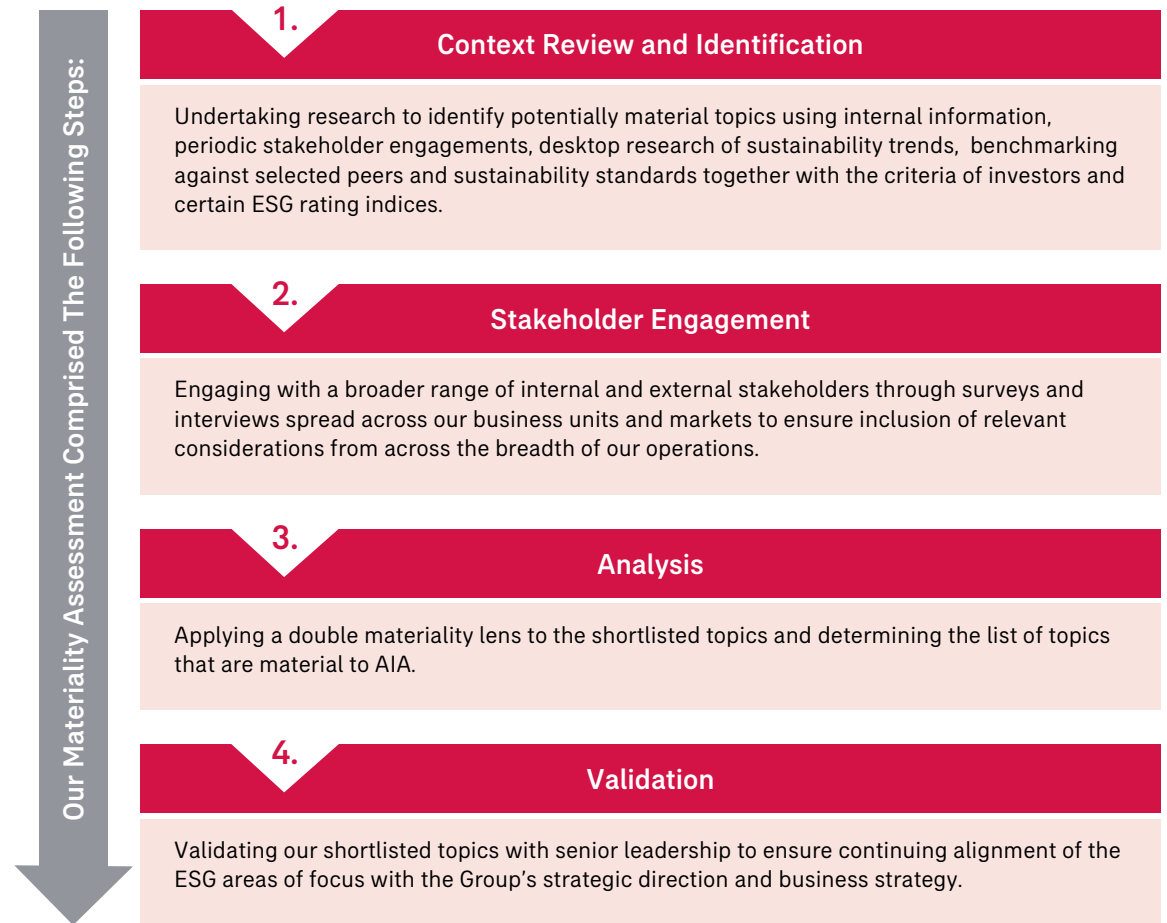 Our Materiality Assessment Comprised The Following Steps:
1.
Context Review and Identification
Undertaking research to identify potentially material topics using internal information,
periodic stakeholder engagements, desktop research of sustainability trends, benchmarking
against selected peers and sustainability standards together with the criteria of investors and
certain ESG rating indices.
2.
Stakeholder Engagement
Engaging with a broader range of internal and external stakeholders through surveys and
interviews spread across our business units and markets to ensure inclusion of relevant
considerations from across the breadth of our operations.
3.
Analysis
Applying a double materiality lens to the shortlisted topics and determining the list of topics
that are material to AIA.
4.
Validation
Validating our shortlisted topics with senior leadership to ensure continuing alignment of the
ESG areas of focus with the Group’s strategic direction and business strategy.